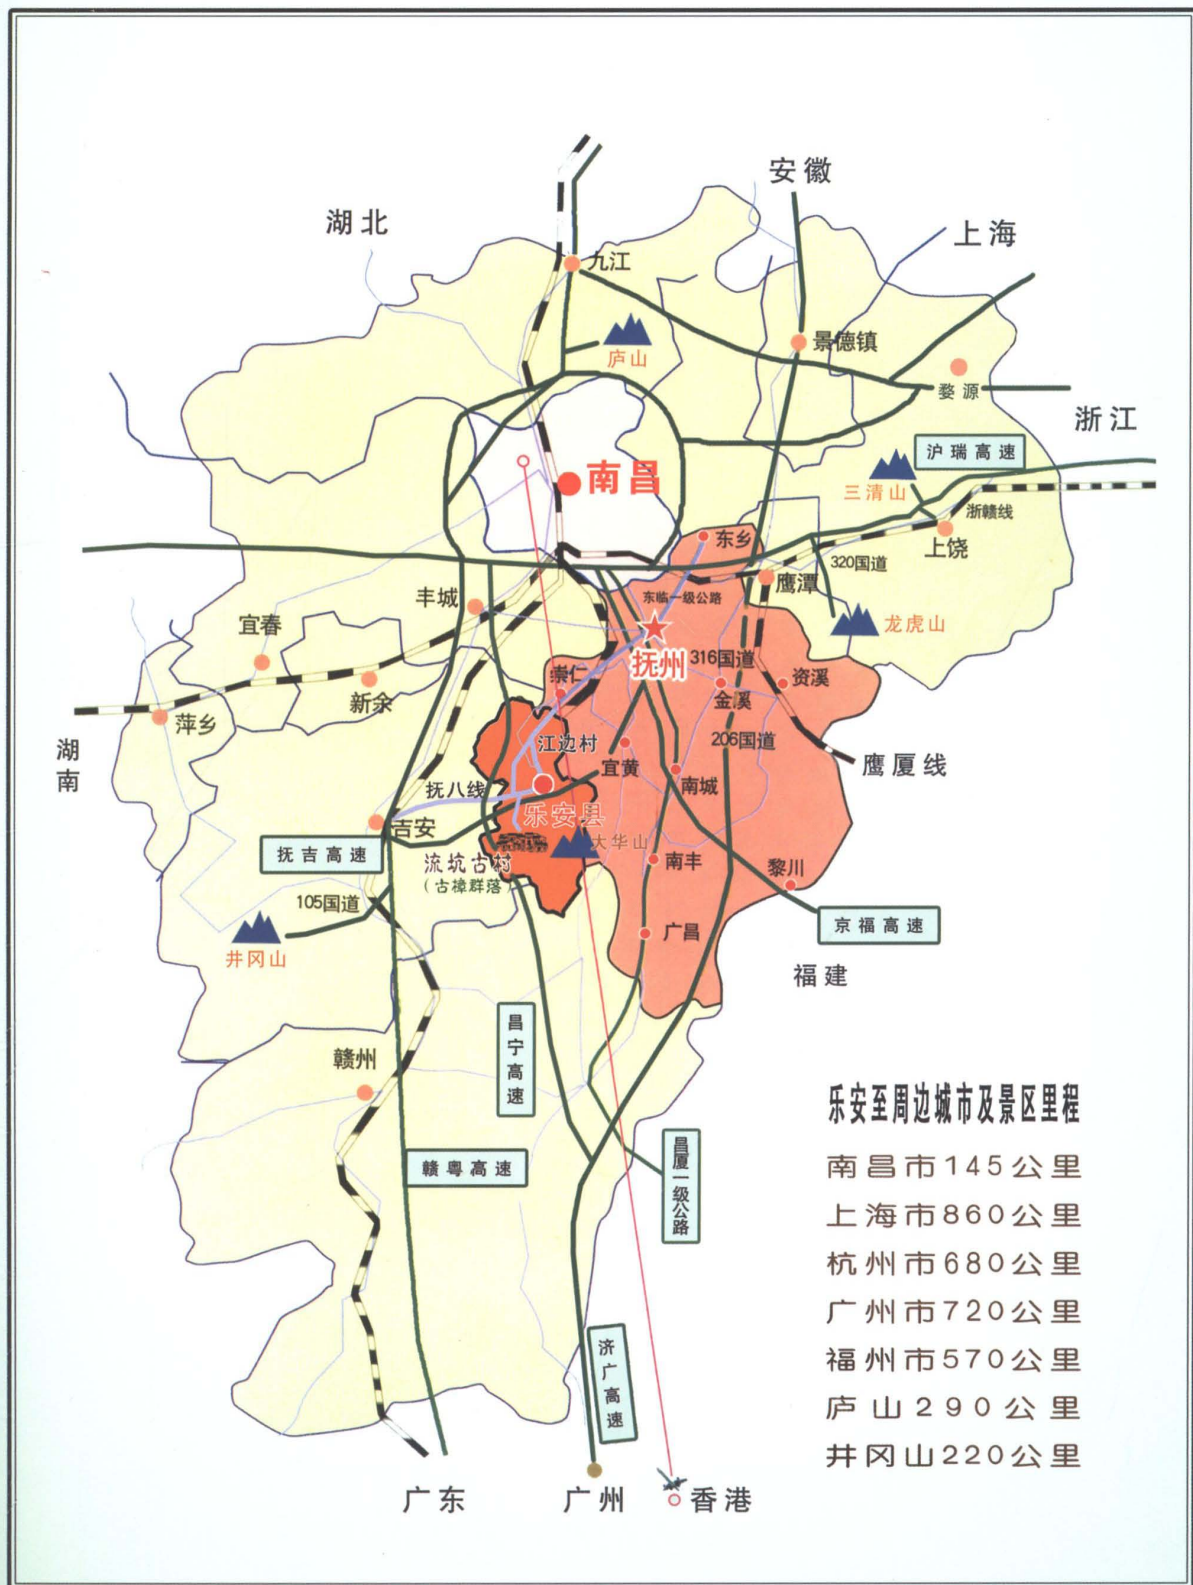 安徽
湖北
上海
九江
景德镇
庐山
婺源
浙江
沪瑞高速
南昌
三清山
浙赣线
上饶
东乡
320国道
鹰潭
丰城
东临一级公路
宜春
龙虎山
抚州
316国道
崇仁
资溪
新余
金溪
萍乡
206国道
湖南
江边村
鹰厦线
宜黄
南城
抚八线
乐安县
吉安
大华山
抚吉高速
流坑古村
(古樟群落)
南丰
黎川
105国道
京福高速
广昌
井冈山
福建
昌宁高速
赣州
昌厦一级公路
赣粤高速
济广高速
广东
广州
香港
乐安至周边城市及景区里程
南昌市145公里
上海市860公里
杭州市680公里
广州市720公里
福州市570公里
庐山290公里
井冈山220公里